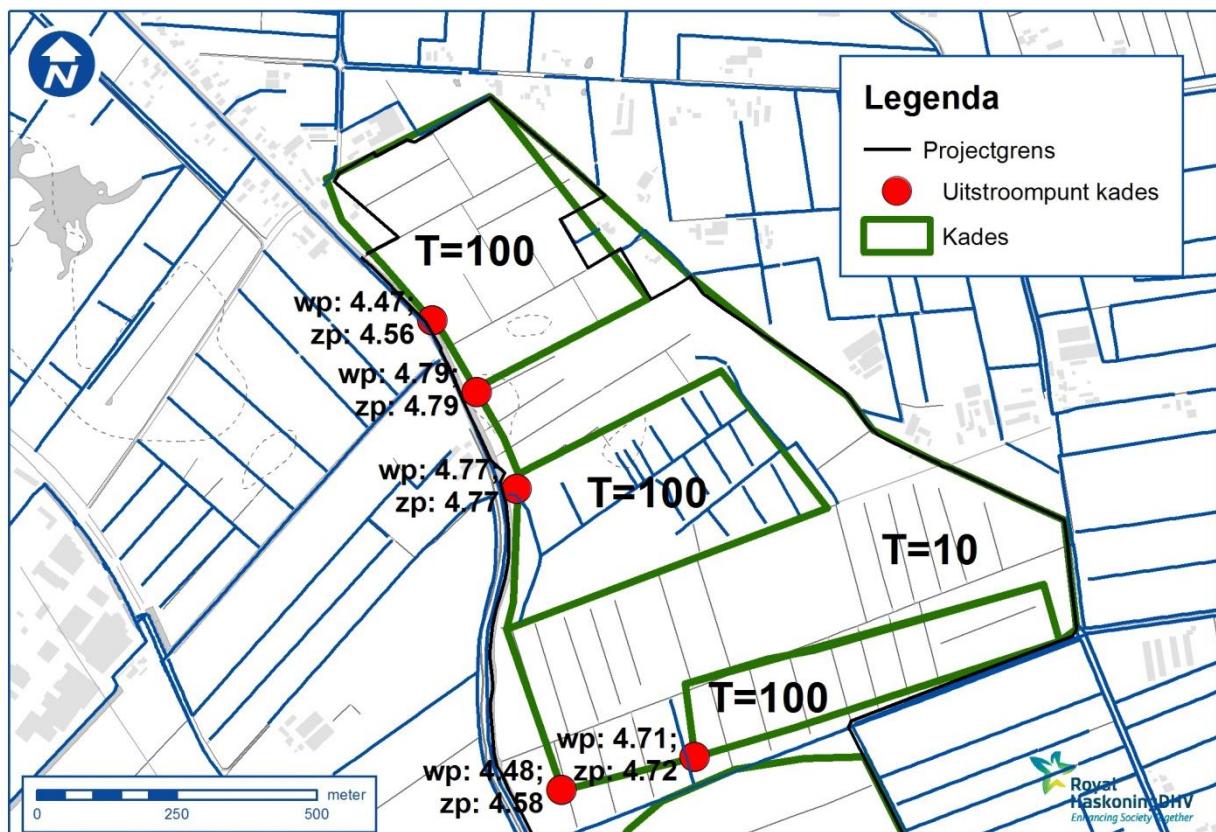 N
Legenda
Projectgrens
Uitstroompunt kades
Kades
T=100
wp: 4.47;
zp: 4.56
wp: 4.79;
zp: 4.79
wp: 4.77;
zp: 4.77
T=100
T=10
T=100
wp: 4.71;
zp: 4.72
wp: 4.48;
zp: 4.58
meter
0 250 500
Royal
HaskoningDHV
Enhancing Society Together